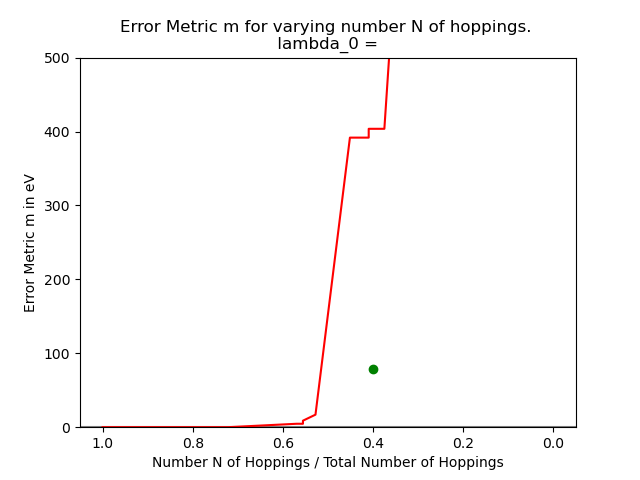 Error Metric m for varying number N of hoppings.
lambda_0 =
500
400
300
200
100
0
Error Metric m in eV
1.0 0.8 0.6 0.4 0.2 0.0
Number N of Hoppings / Total Number of Hoppings